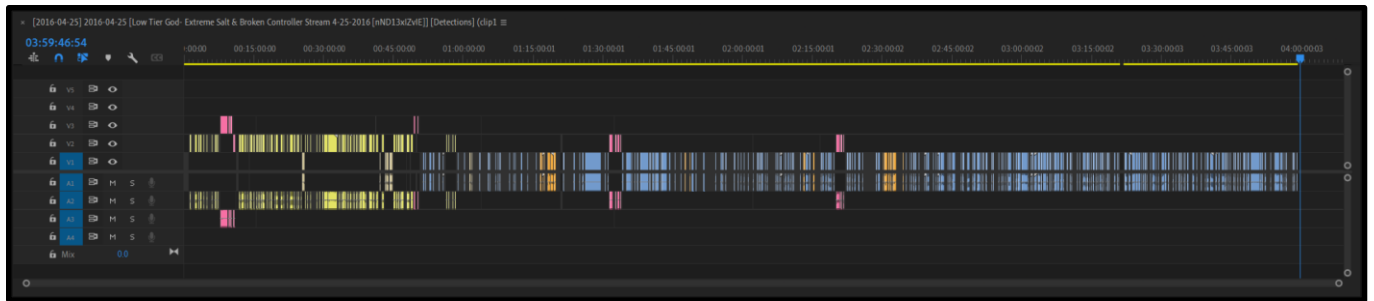 × [2016-04-25] 2016-04-25 [Low Tier God- Extreme Salt & Broken Controller Stream 4-25-2016 [nND13xIZvIE]] [Detections] (clip1 ≡
03:59:46:54
:00:00 00:15:00:00 00:30:00:00 00:45:00:00 01:00:00:00 01:15:00:01 01:30:00:01 01:45:00:01 02:00:00:01 02:15:00:01 02:30:00:02 02:45:00:02 03:00:00:02 03:15:00:02 03:30:00:03 03:45:00:03 04:00:00:03
V5
V4
V3
V2
V1
A1 M S
A2 M S
A3 M S
A4 M S
Mix 0.0